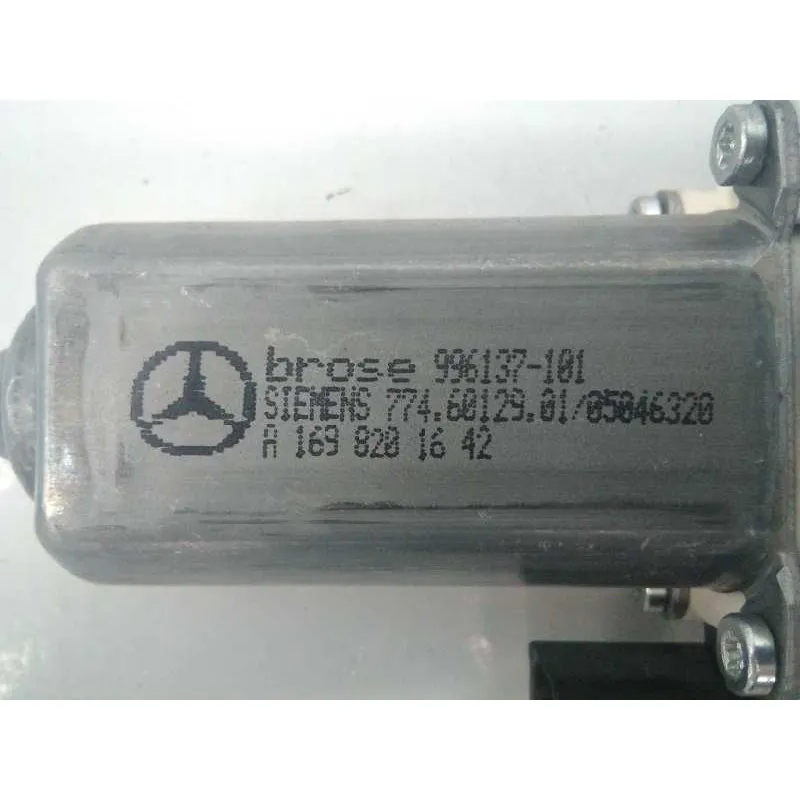 brose 996137-101
SIEMENS 774.60129.01/05046320
A 169 820 16 42